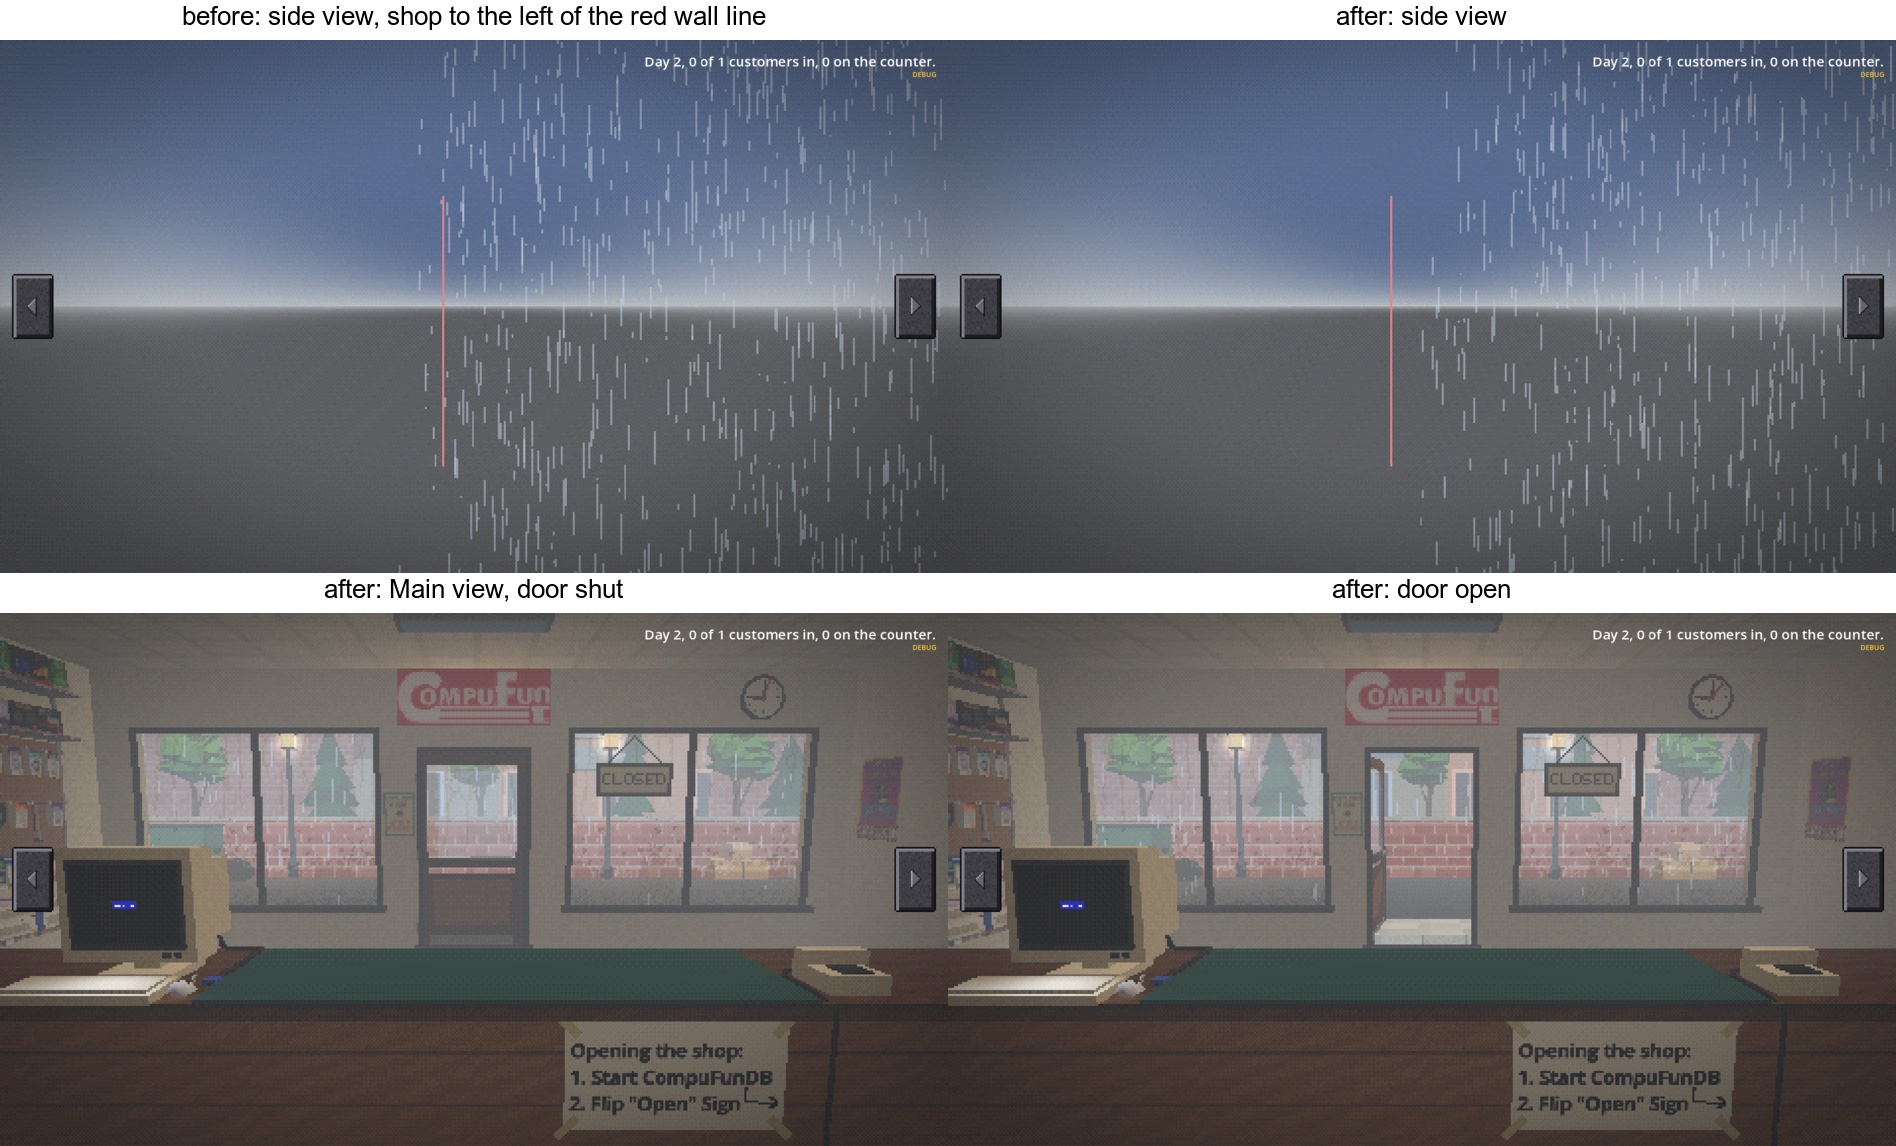 before: side view, shop to the left of the red wall line
after: side view
Day 2, 0 of 1 customers in, 0 on the counter.
DEBUG
Day 2, 0 of 1 customers in, 0 on the counter.
DEBUG
after: Main view, door shut
after: door open
Day 2, 0 of 1 customers in, 0 on the counter.
DEBUG
Day 2, 0 of 1 customers in, 0 on the counter.
DEBUG
COMPUFUN
COMPUFUN
CLOSED
CLOSED
Opening the shop:
1. Start CompuFunDB
2. Flip "Open" Sign
Opening the shop:
1. Start CompuFunDB
2. Flip "Open" Sign